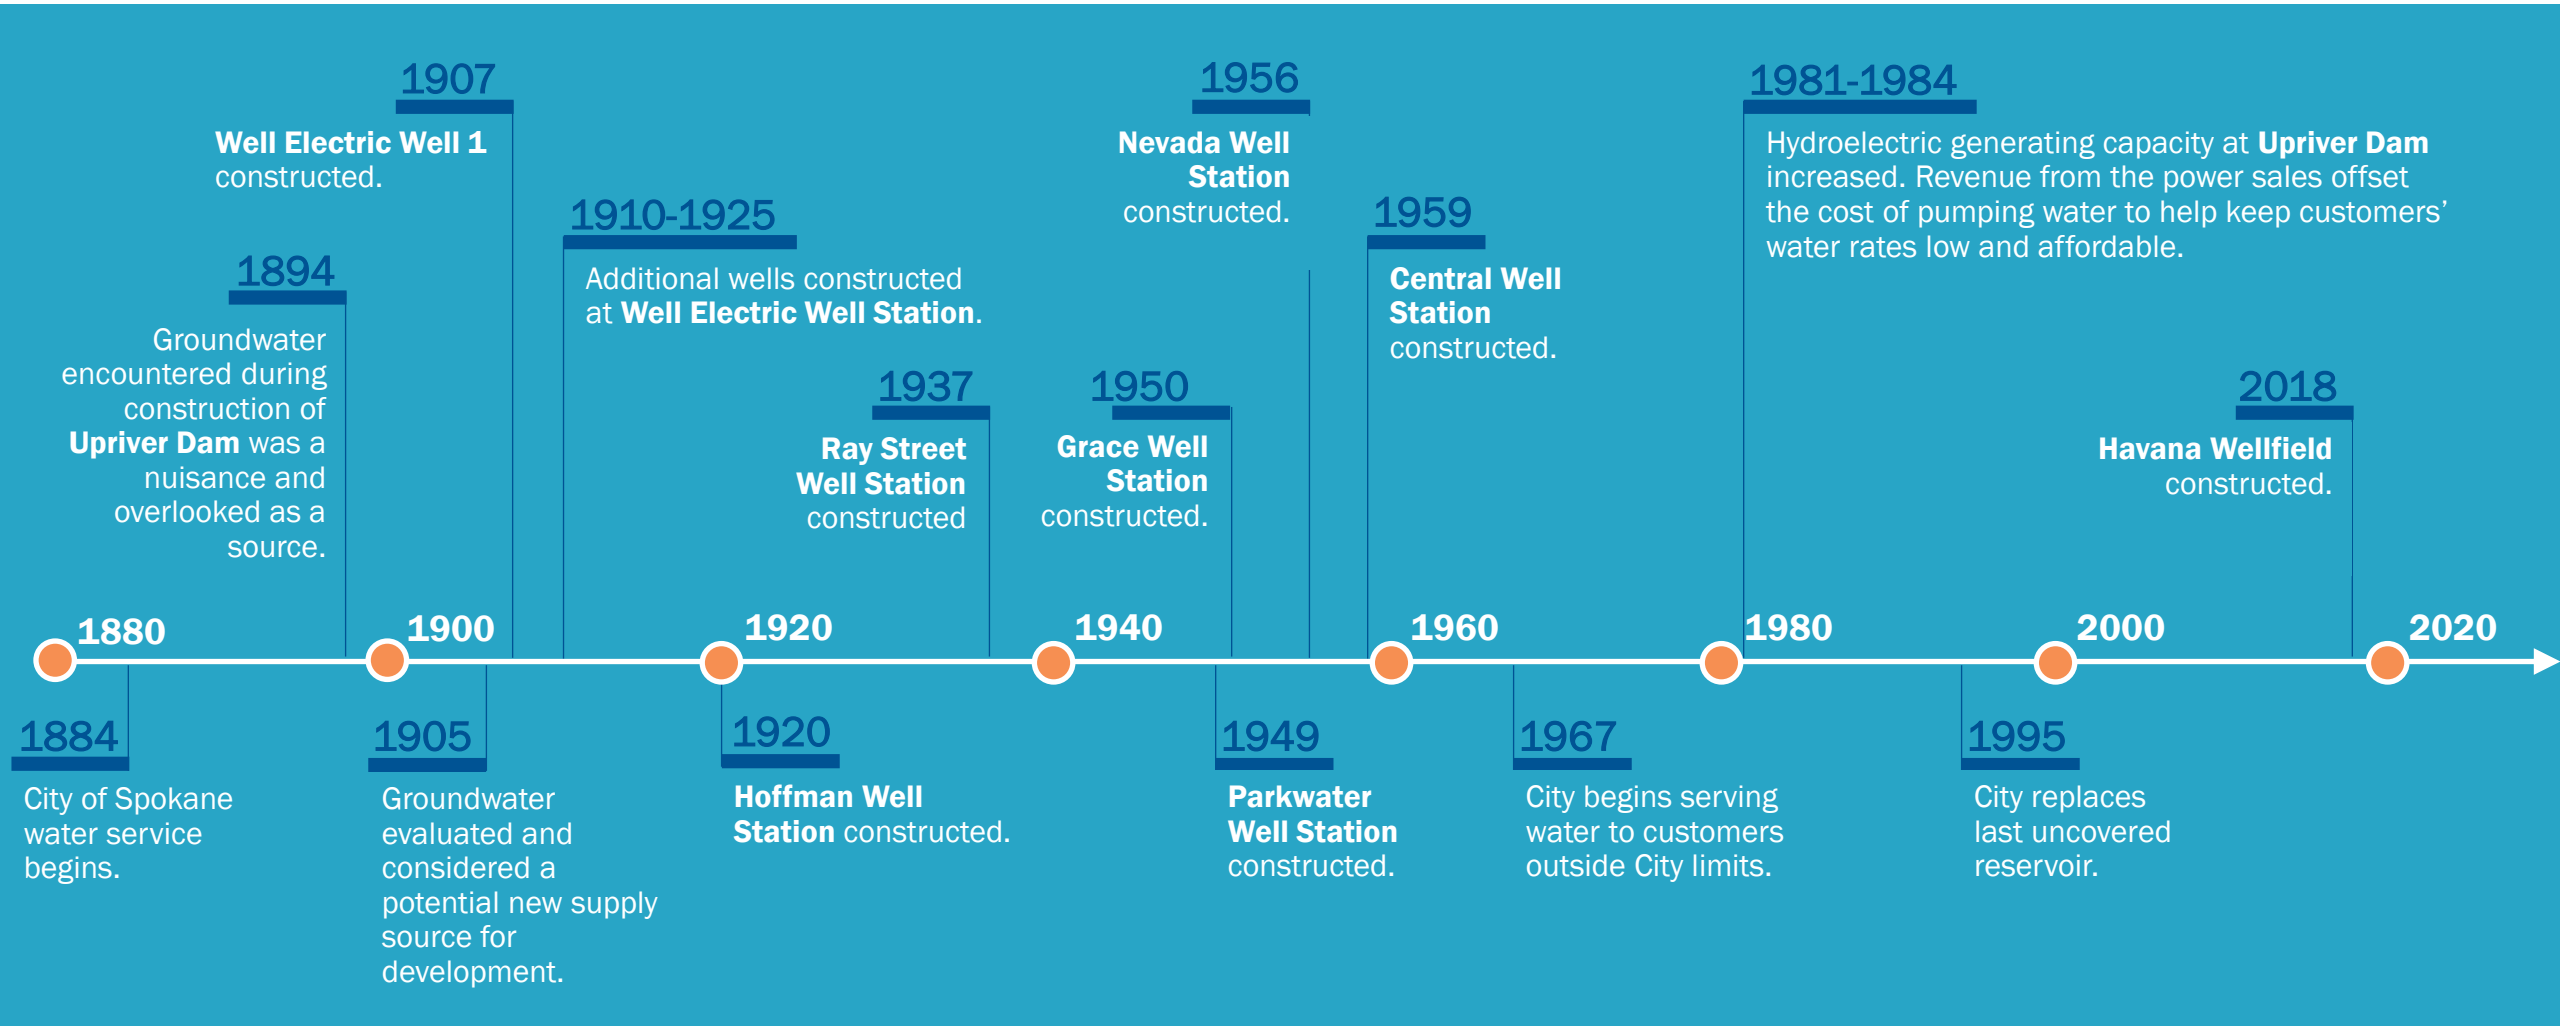 1907
Well Electric Well 1
constructed.
1956
Nevada Well
Station
constructed.
1981-1984
Hydroelectric generating capacity at Upriver Dam
increased. Revenue from the power sales offset
the cost of pumping water to help keep customers’
water rates low and affordable.
1894
Groundwater
encountered during
construction of
Upriver Dam was a
nuisance and
overlooked as a
source.
1910-1925
Additional wells constructed
at Well Electric Well Station.
1937
Ray Street
Well Station
constructed
1950
Grace Well
Station
constructed.
1959
Central Well
Station
constructed.
2018
Havana Wellfield
constructed.
1880
1900
1920
1940
1960
1980
2000
2020
1884
City of Spokane
water service
begins.
1905
Groundwater
evaluated and
considered a
potential new supply
source for
development.
1920
Hoffman Well
Station constructed.
1949
Parkwater
Well Station
constructed.
1967
City begins serving
water to customers
outside City limits.
1995
City replaces
last uncovered
reservoir.